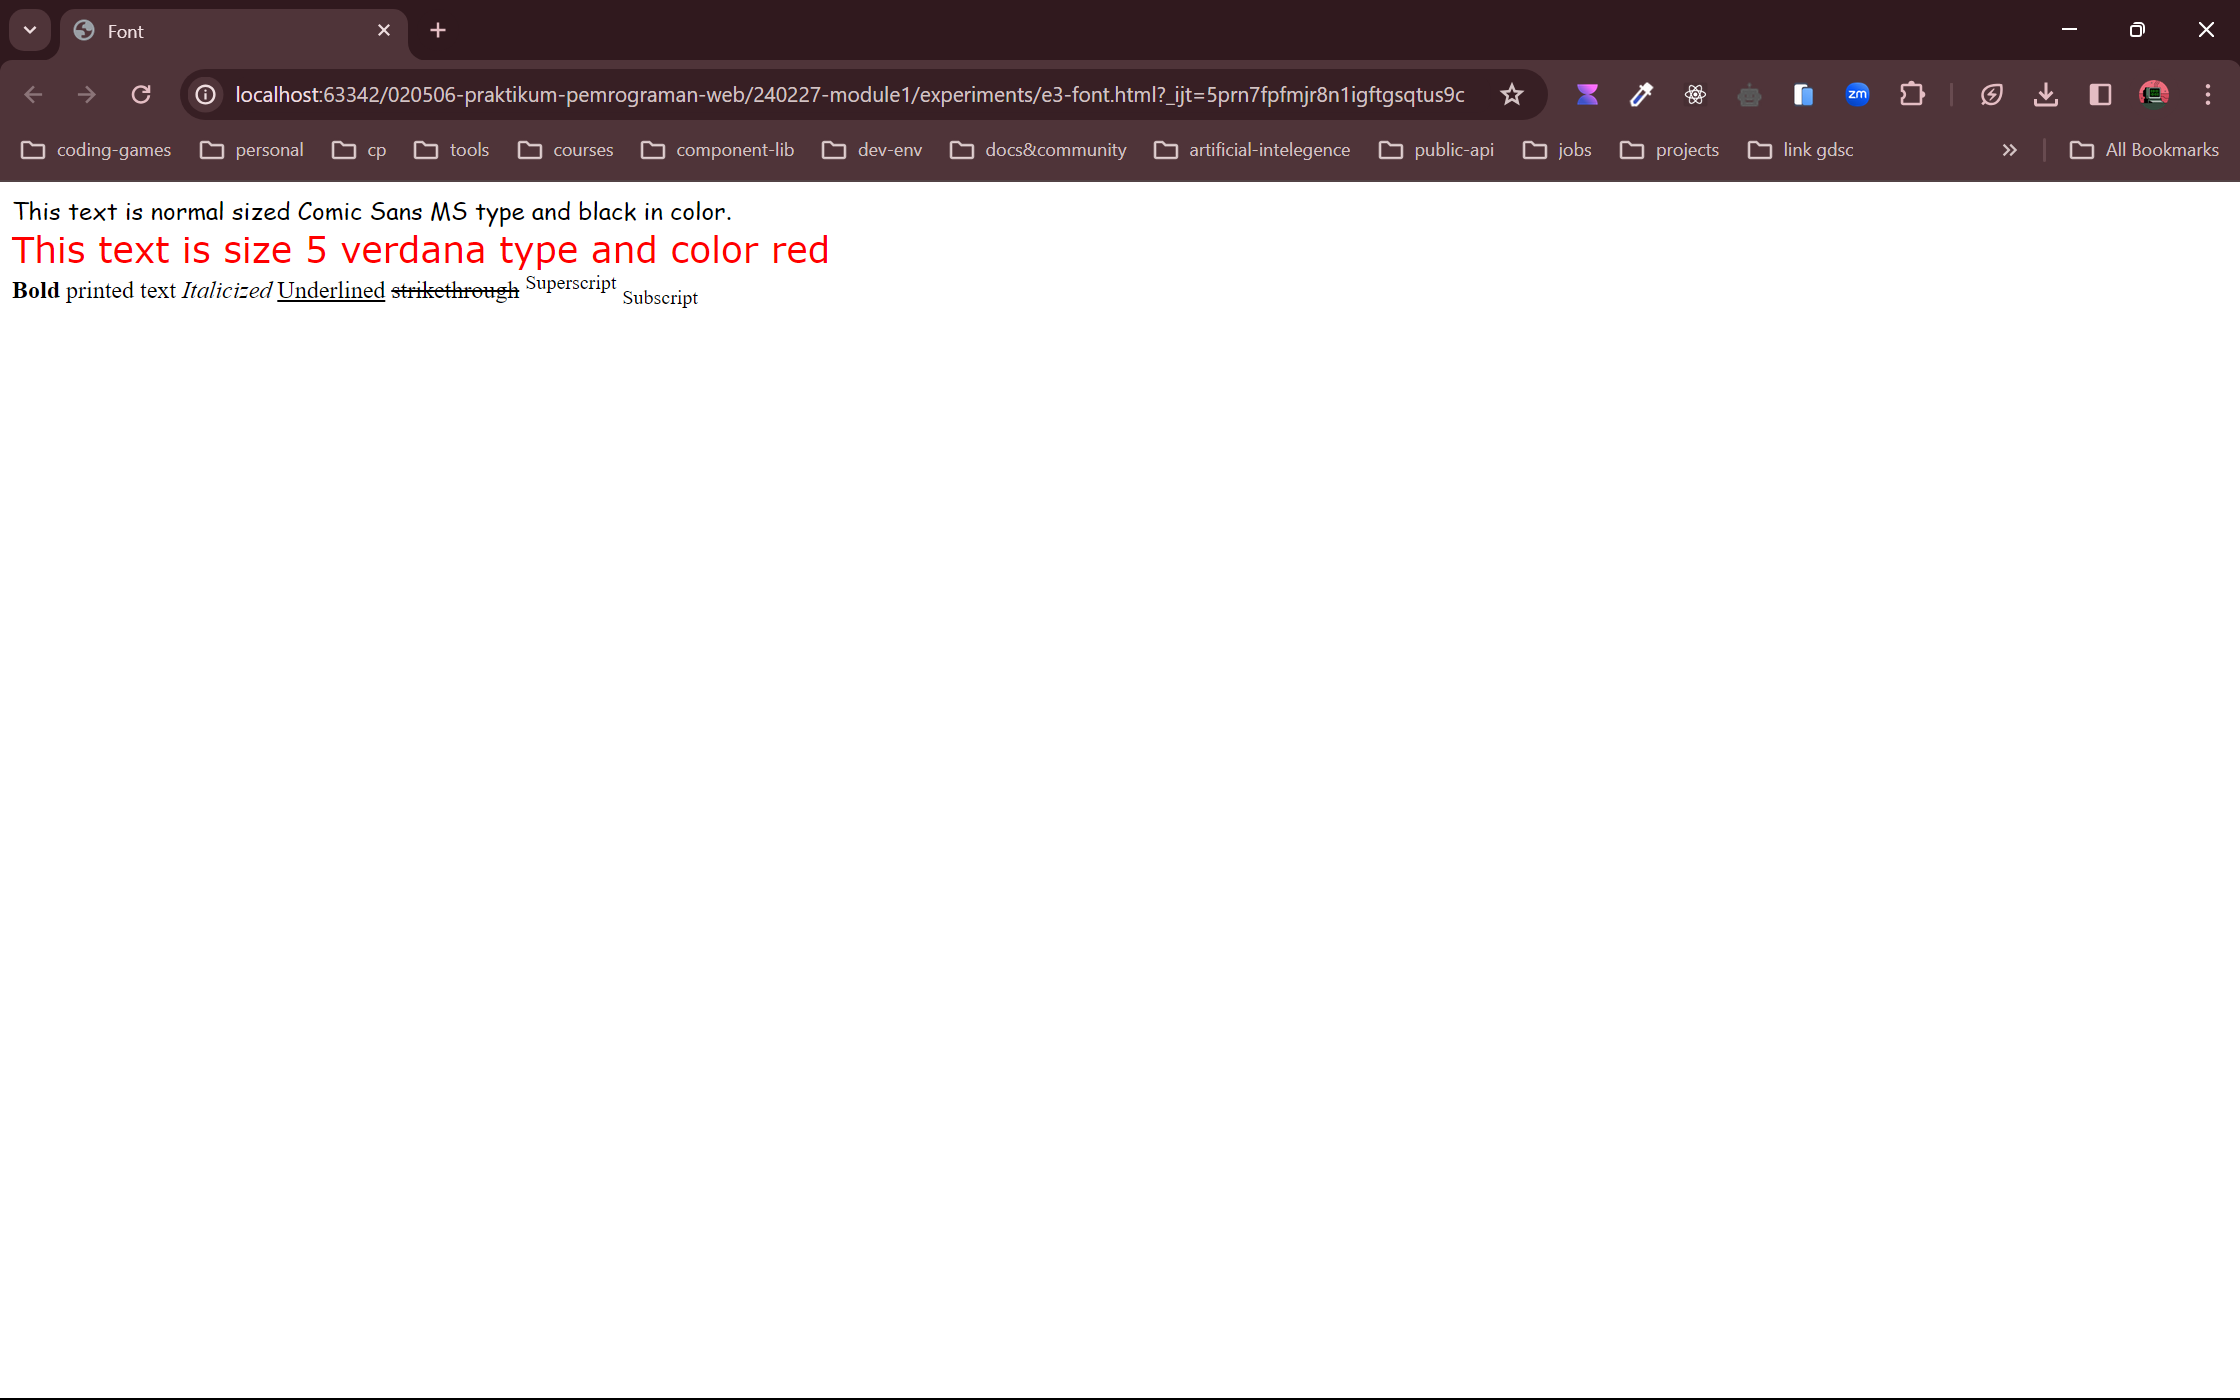 Font
localhost:63342/020506-praktikum-pemrograman-web/240227-module1/experiments/e3-font.html?_ijt=5prn7fpfmjr8n1igftgsqtus9c
zm
coding-games personal cp tools courses component-lib dev-env docs&community artificial-intelegence public-api jobs projects link gdsc All Bookmarks
This text is normal sized Comic Sans MS type and black in color.
This text is size 5 verdana type and color red
Bold printed text Italicized Underlined strikethrough Superscript Subscript